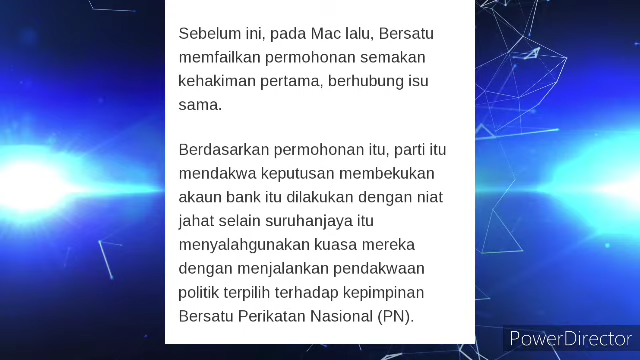 Sebelum ini, pada Mac lalu, Bersatu
memfailkan permohonan semakan
kehakiman pertama, berhubung isu
sama.
Berdasarkan permohonan itu, parti itu
mendakwa keputusan membekukan
akaun bank itu dilakukan dengan niat
jahat selain suruhanjaya itu
menyalahgunakan kuasa mereka
dengan menjalankan pendakwaan
politik terpilih terhadap kepimpinan
Bersatu Perikatan Nasional (PN).
PowerDirector